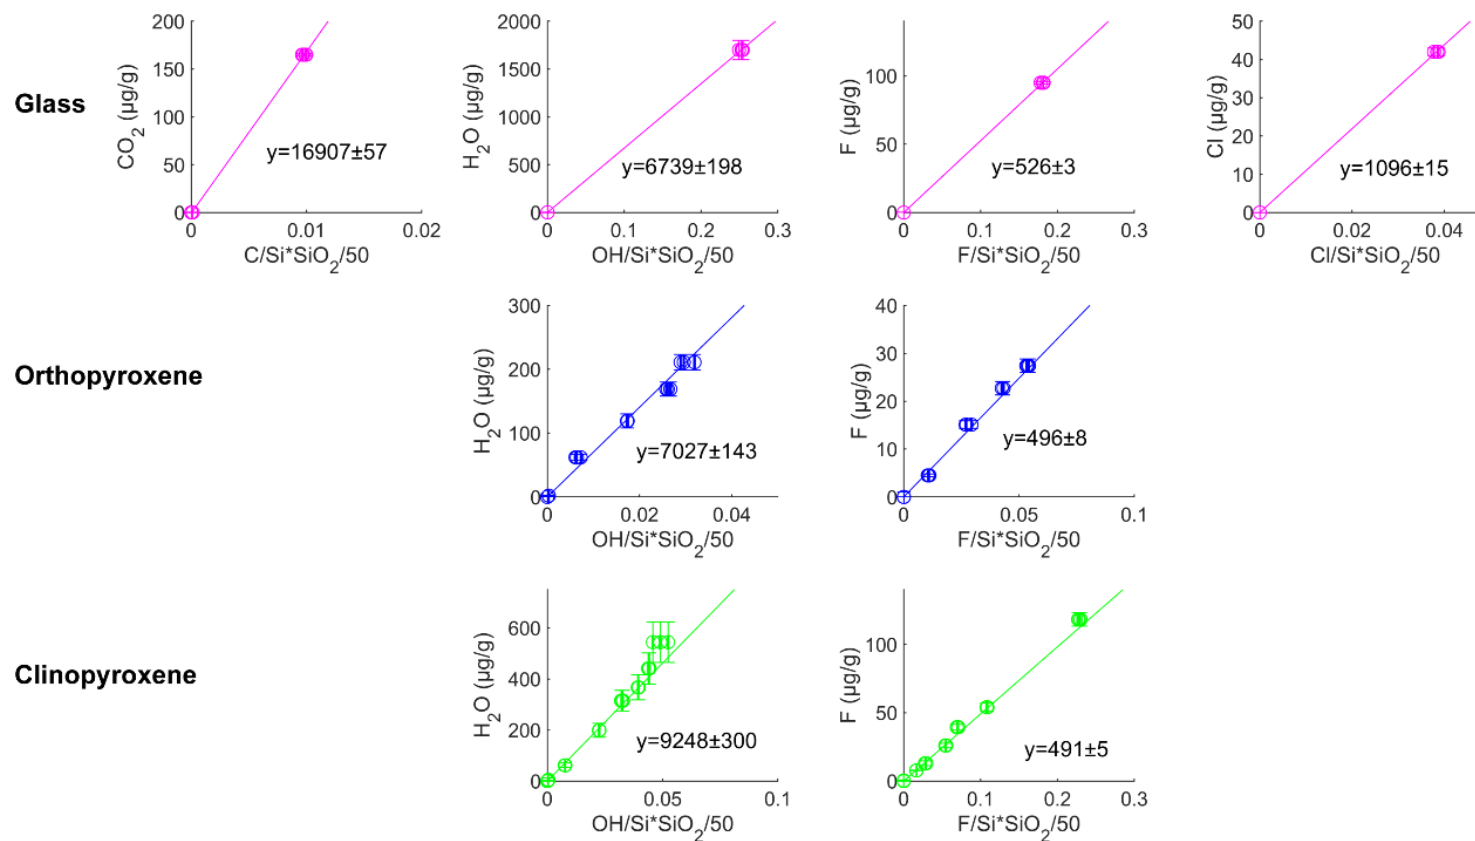 Glass
200
150
100
50
0
CO2 (µg/g)
0
0.01
0.02
C/Si*SiO2/50
y=16907±57
2000
1500
1000
500
0
H2O (µg/g)
0
0.1
0.2
0.3
OH/Si*SiO2/50
y=6739±198
100
50
0
F (µg/g)
0
0.1
0.2
0.3
F/Si*SiO2/50
y=526±3
50
40
30
20
10
0
Cl (µg/g)
0
0.02
0.04
Cl/Si*SiO2/50
y=1096±15
Orthopyroxene
300
200
100
0
H2O (µg/g)
0
0.02
0.04
OH/Si*SiO2/50
y=7027±143
40
30
20
10
0
F (µg/g)
0
0.05
0.1
F/Si*SiO2/50
y=496±8
Clinopyroxene
600
400
200
0
H2O (µg/g)
0
0.05
0.1
OH/Si*SiO2/50
y=9248±300
100
50
0
F (µg/g)
0
0.1
0.2
0.3
F/Si*SiO2/50
y=491±5